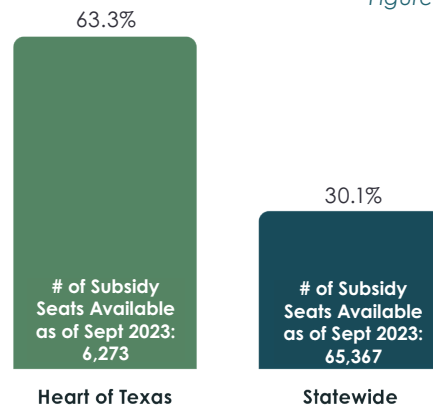 Figure
63.3%
30.1%
# of Subsidy
Seats Available
as of Sept 2023:
6,273
# of Subsidy
Seats Available
as of Sept 2023:
65,367
Heart of Texas
Statewide